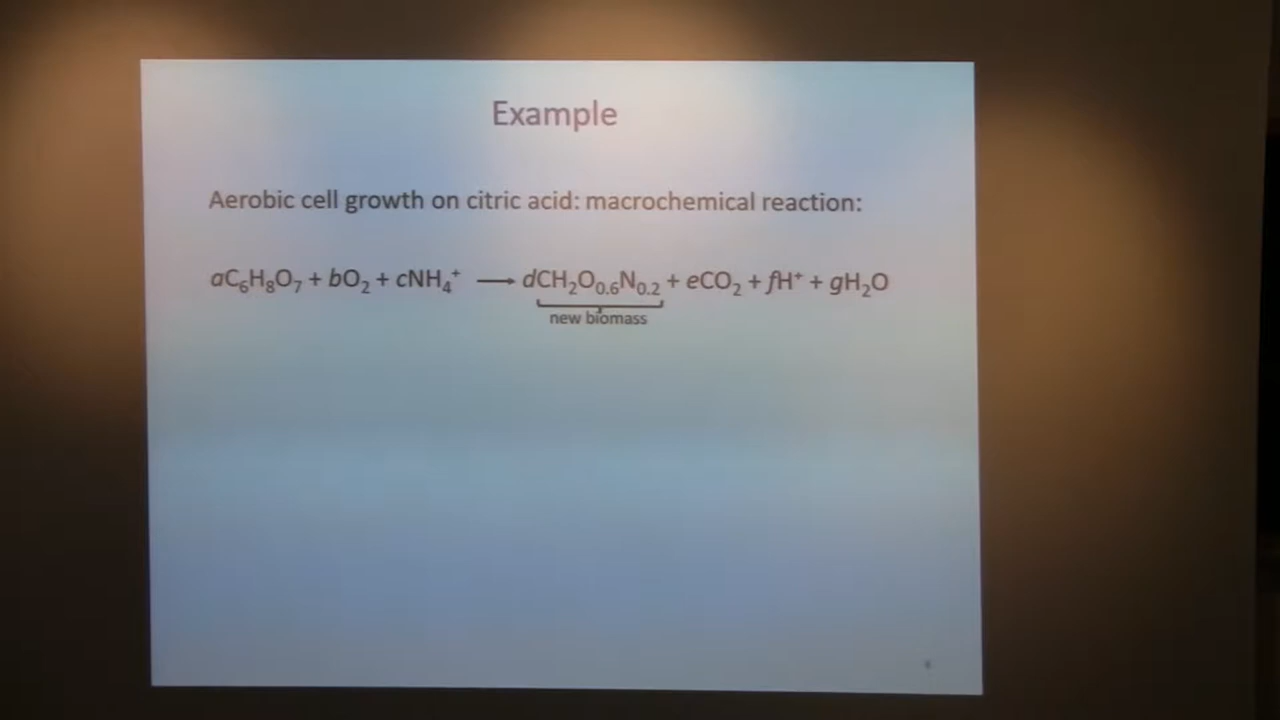 Example
Aerobic cell growth on citric acid: macrochemical reaction:
aC₆H₈O₇ + bO₂ + cNH₄⁺ ⟶ dCH₂O₀.₆N₀.₂ + eCO₂ + fH⁺ + gH₂O
new biomass